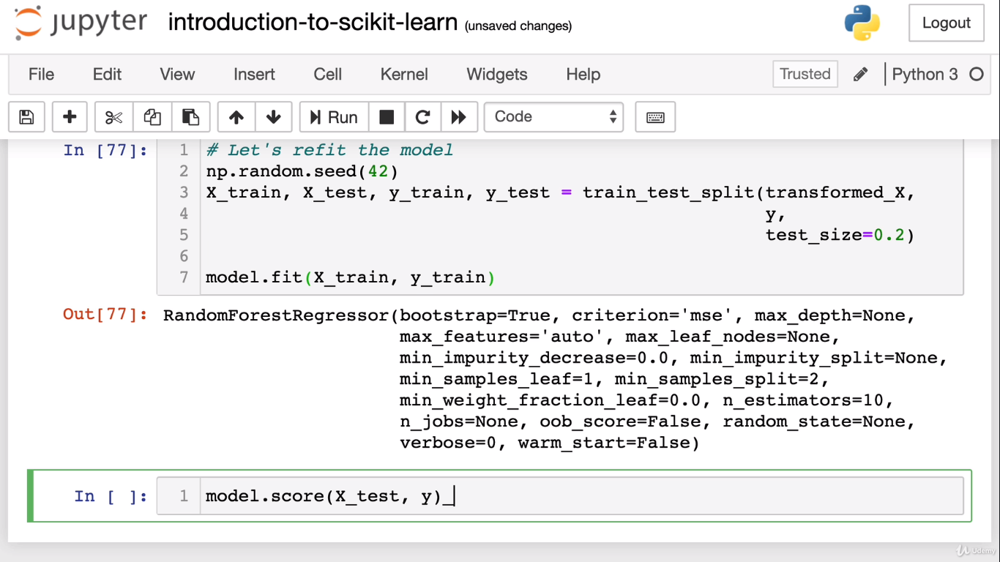 jupyter introduction-to-scikit-learn (unsaved changes) Logout
File Edit View Insert Cell Kernel Widgets Help Trusted Python 3
Run Code
In [77]: 1 # Let's refit the model
2 np.random.seed(42)
3 X_train, X_test, y_train, y_test = train_test_split(transformed_X,
4 y,
5 test_size=0.2)
6
7 model.fit(X_train, y_train)
Out[77]: RandomForestRegressor(bootstrap=True, criterion='mse', max_depth=None,
max_features='auto', max_leaf_nodes=None,
min_impurity_decrease=0.0, min_impurity_split=None,
min_samples_leaf=1, min_samples_split=2,
min_weight_fraction_leaf=0.0, n_estimators=10,
n_jobs=None, oob_score=False, random_state=None,
verbose=0, warm_start=False)
In [ ]: 1 model.score(X_test, y)_
Udemy